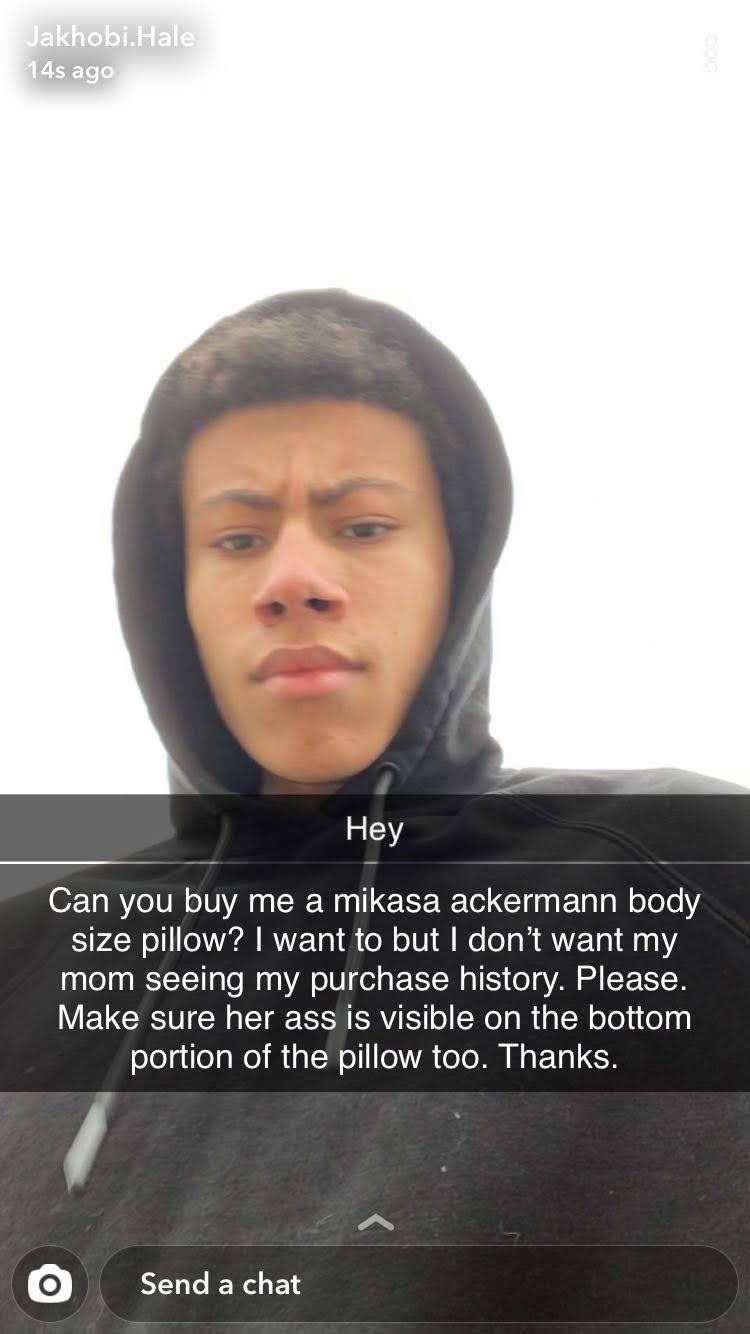 Jakhobi.Hale
14s ago
Hey
Can you buy me a mikasa ackermann body
size pillow? I want to but I don’t want my
mom seeing my purchase history. Please.
Make sure her ass is visible on the bottom
portion of the pillow too. Thanks.
Send a chat